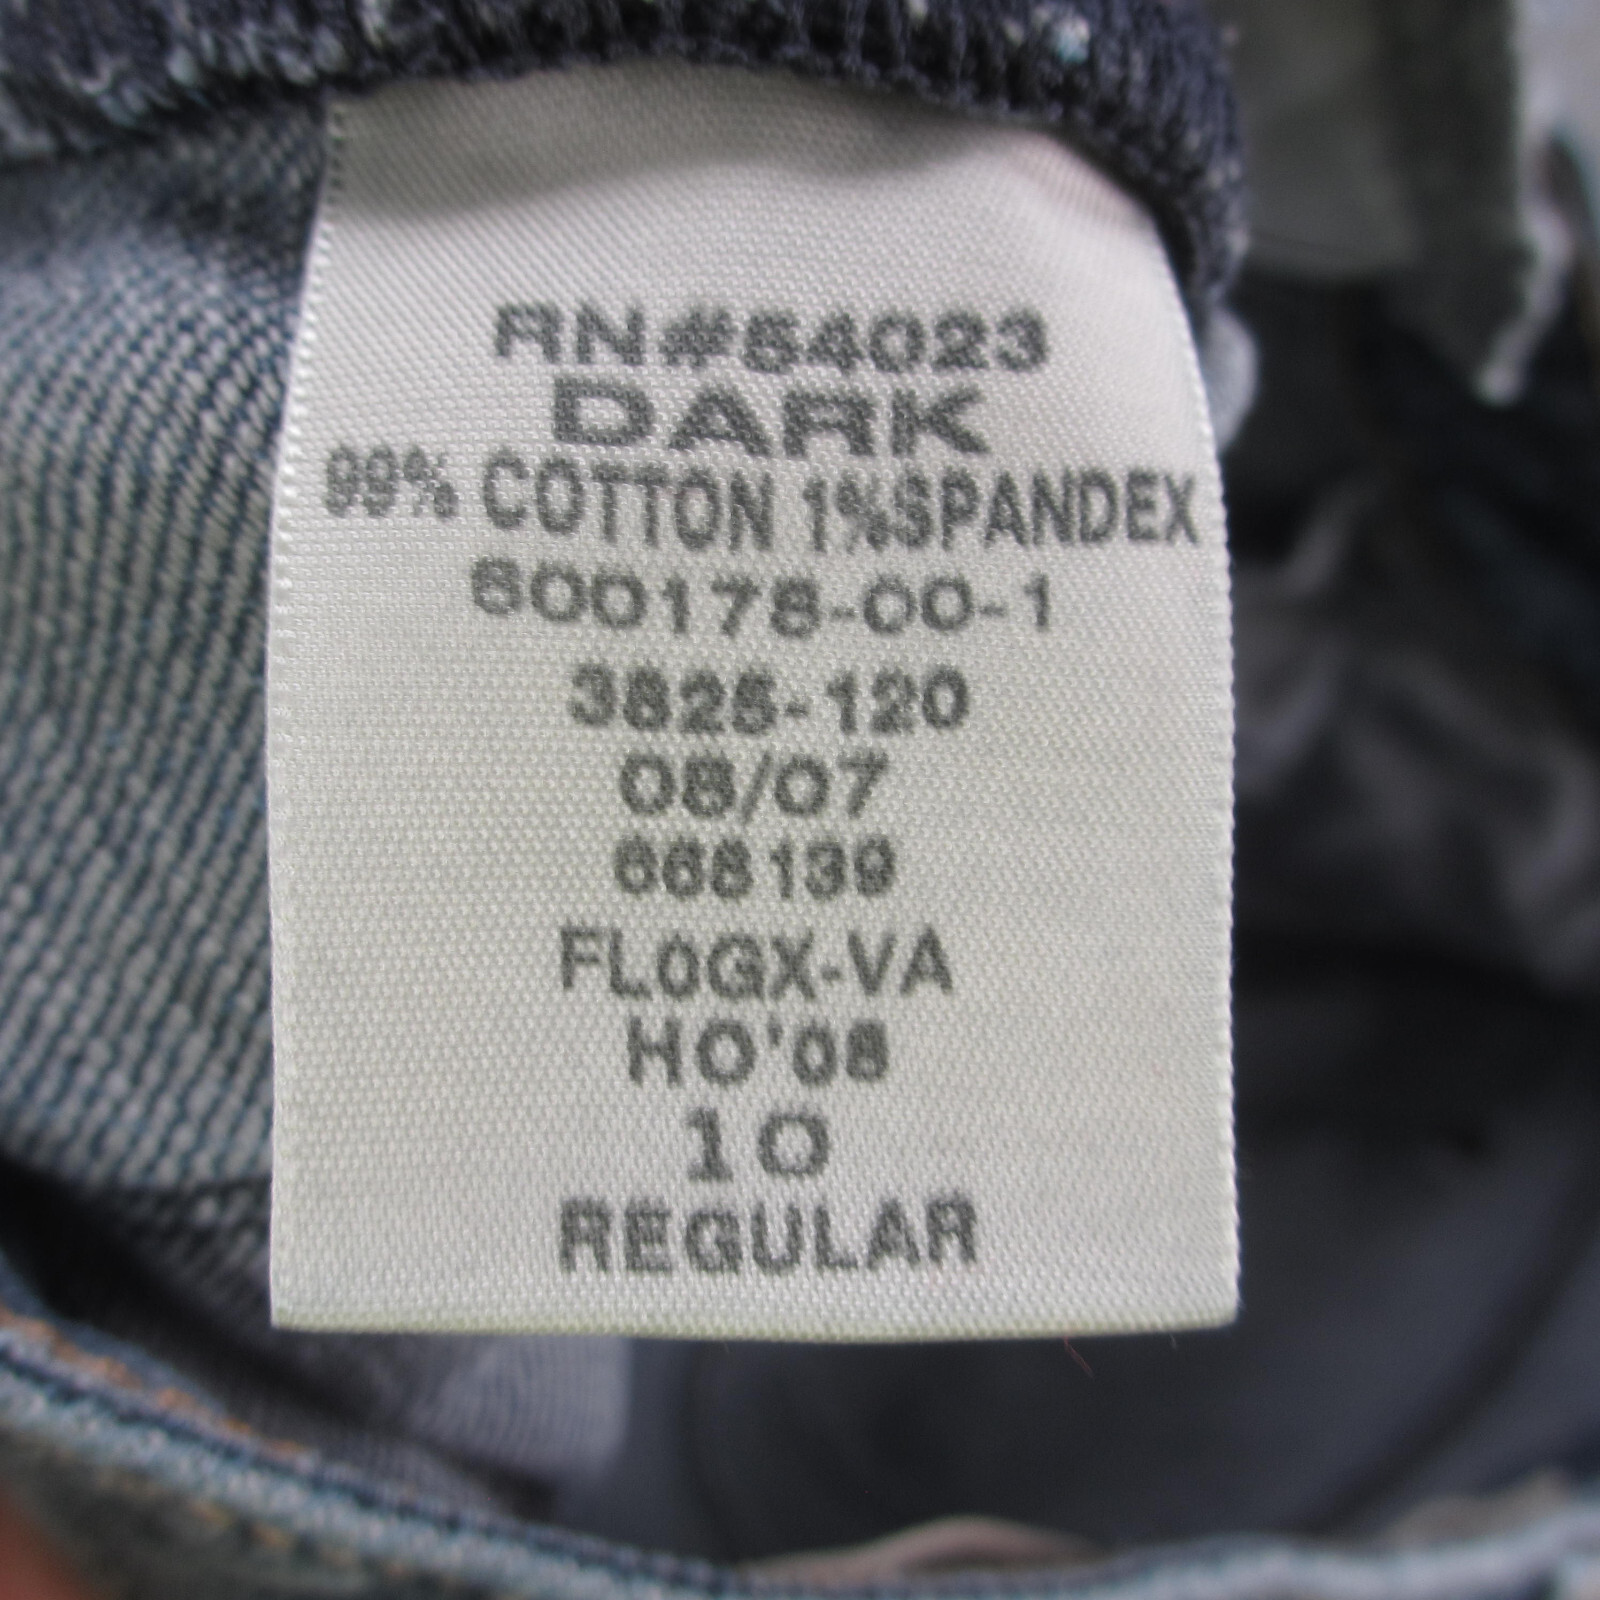 RN#54023
DARK
99% COTTON 1%SPANDEX
600178-00-1
3825-120
08/07
668139
FL0GX-VA
HO'08
10
REGULAR